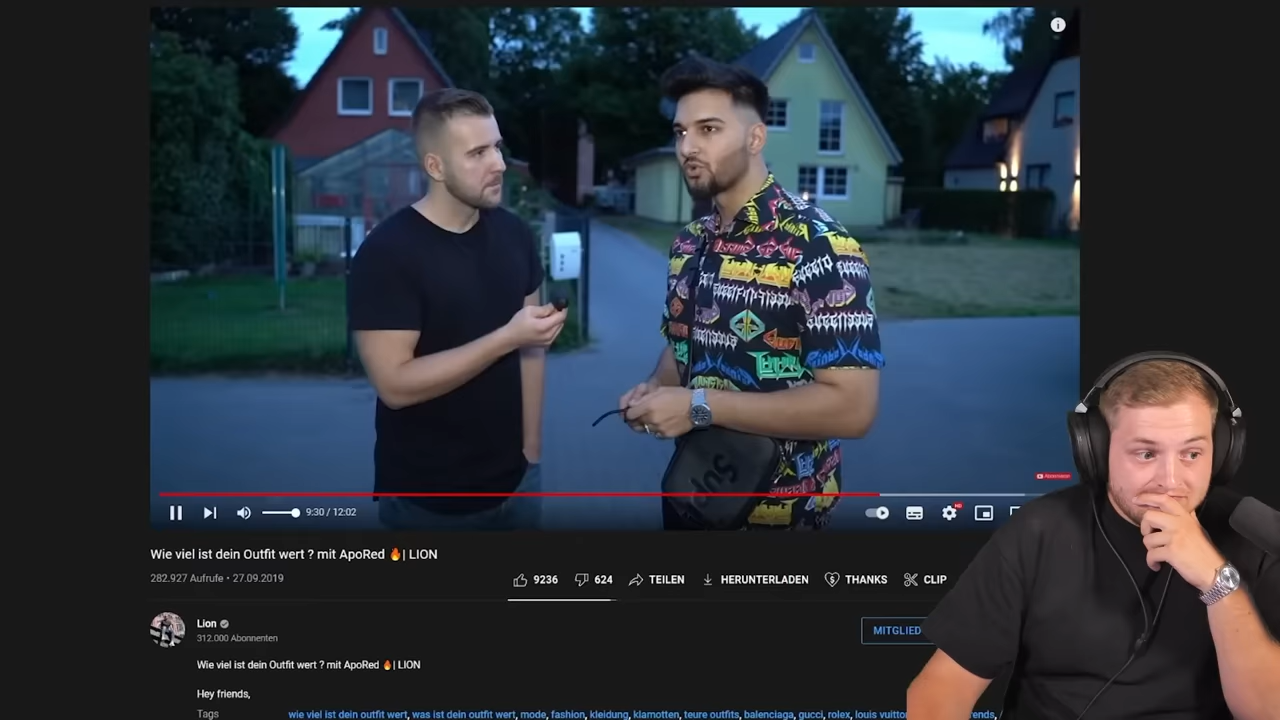 9:30 / 12:02
Wie viel ist dein Outfit wert ? mit ApoRed 🔥| LION
282.927 Aufrufe • 27.09.2019
9236
624
TEILEN
HERUNTERLADEN
THANKS
CLIP
Lion
312.000 Abonnenten
MITGLIED
Wie viel ist dein Outfit wert ? mit ApoRed 🔥| LION
Hey friends,
Tags
wie viel ist dein outfit wert, was ist dein outfit wert, mode, fashion, kleidung, klamotten, teure outfits, balenciaga, gucci, rolex, louis vuitto